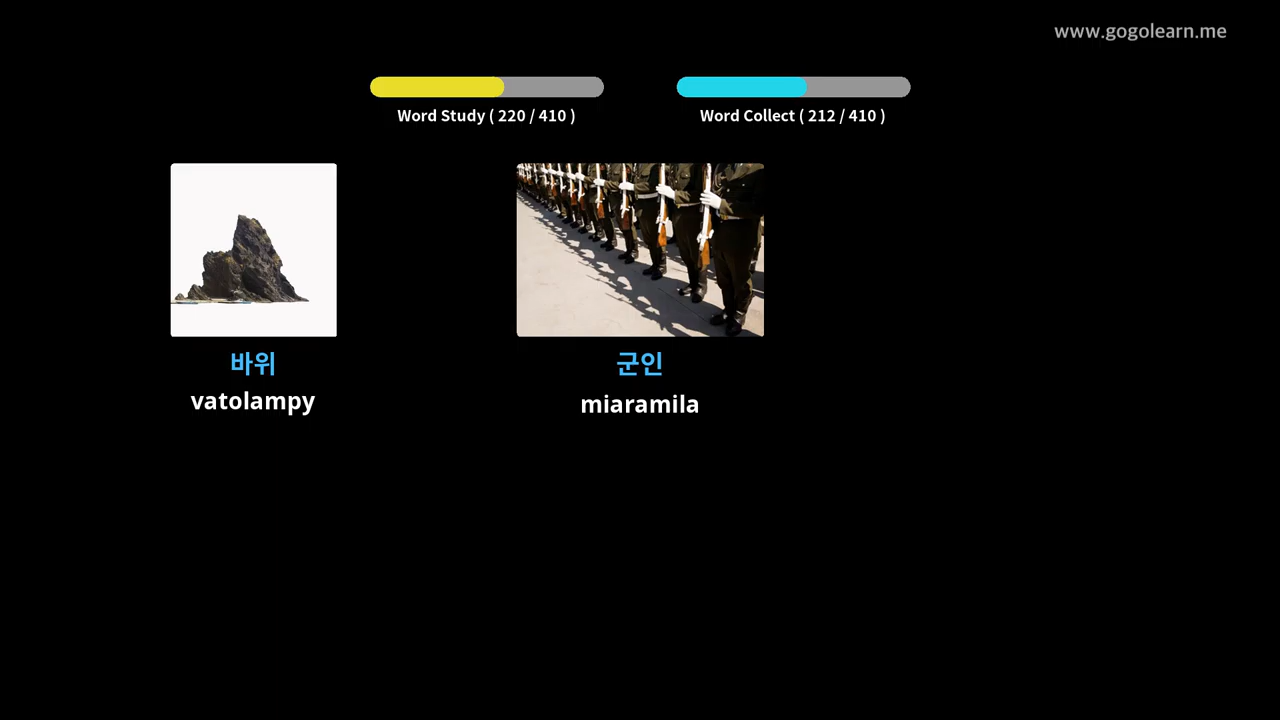 www.gogolearn.me
Word Study ( 220 / 410 )
Word Collect ( 212 / 410 )
바위
vatolampy
군인
miaramila